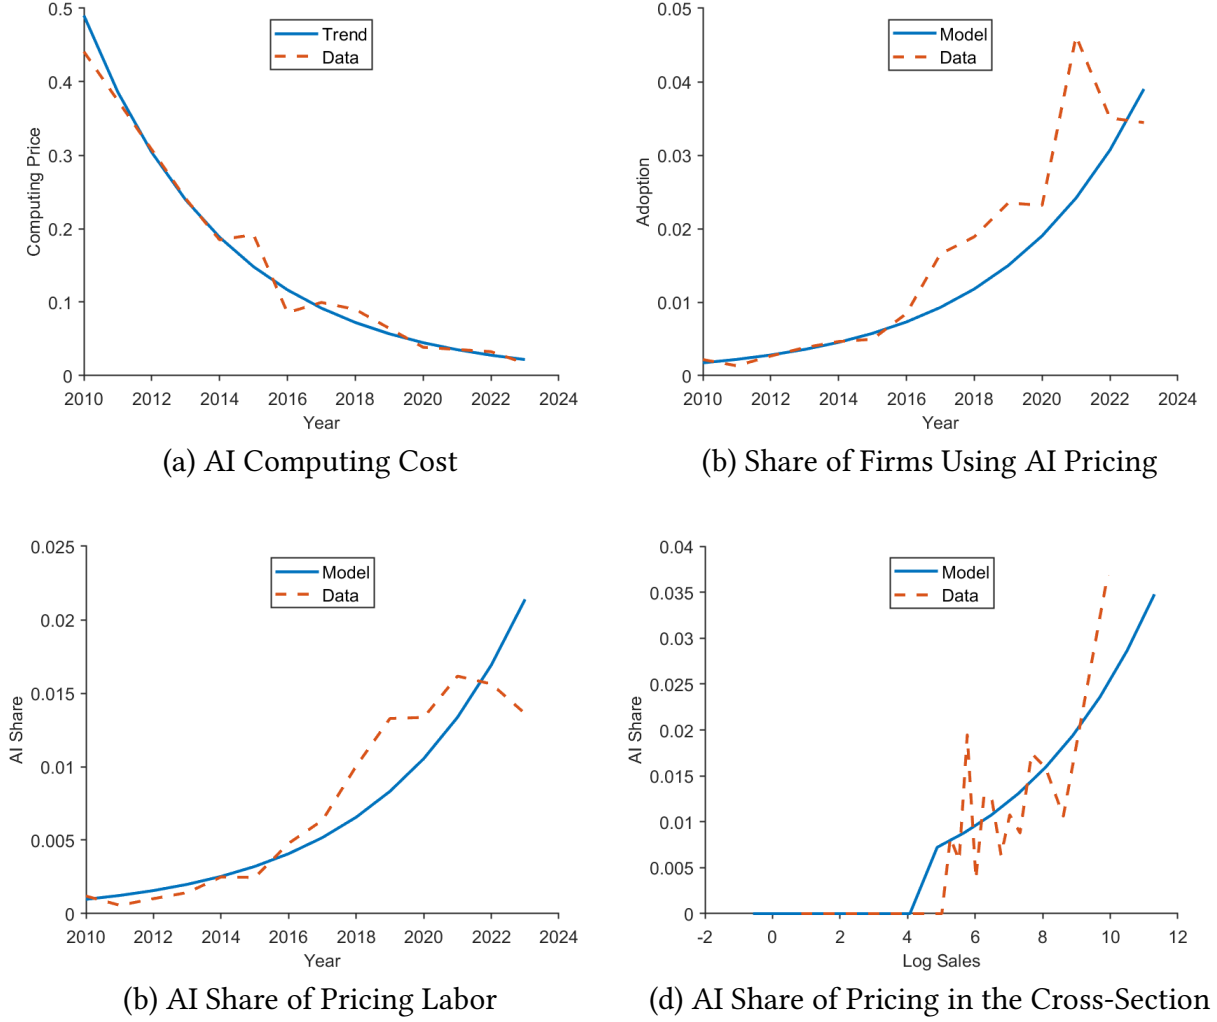 0.5
0.4
0.3
0.2
0.1
0
Computing Price
Trend
Data
2010 2012 2014 2016 2018 2020 2022 2024
Year
(a) AI Computing Cost
0.05
0.04
0.03
0.02
0.01
0
Adoption
Model
Data
2010 2012 2014 2016 2018 2020 2022 2024
Year
(b) Share of Firms Using AI Pricing
0.025
0.02
0.015
0.01
0.005
0
AI Share
Model
Data
2010 2012 2014 2016 2018 2020 2022 2024
Year
(b) AI Share of Pricing Labor
0.04
0.035
0.03
0.025
0.02
0.015
0.01
0.005
0
AI Share
Model
Data
-2 0 2 4 6 8 10 12
Log Sales
(d) AI Share of Pricing in the Cross-Section